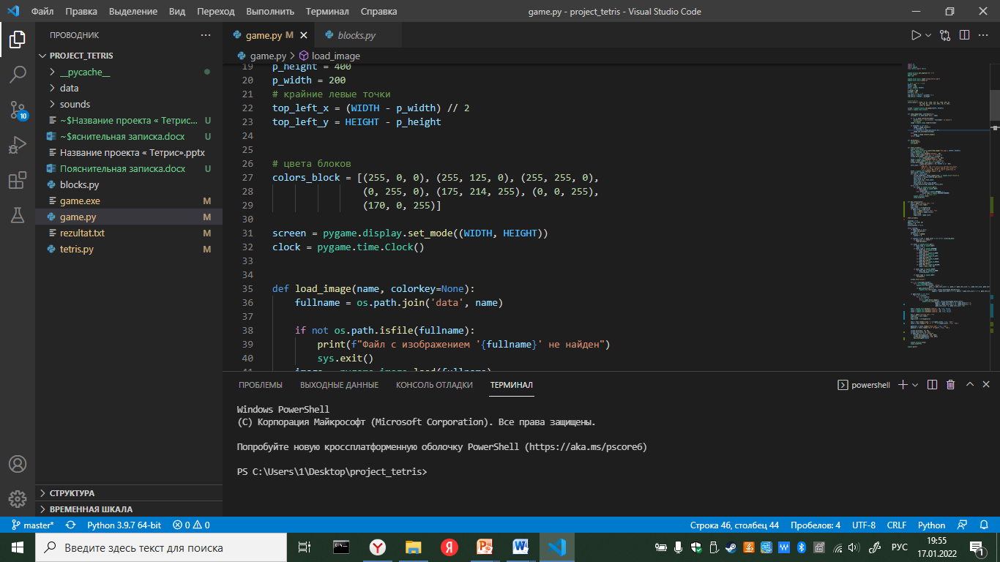 Файл Правка Выделение Вид Переход Выполнить Терминал Справка
game.py - project_tetris - Visual Studio Code
ПРОВОДНИК
PROJECT_TETRIS
__pycache__
data
sounds
~$Название проекта « Тетрис... U
~$яснительная записка.docx U
Название проекта « Тетрис».pptx
Пояснительная записка.docx U
blocks.py
game.exe M
game.py M
rezultat.txt M
tetris.py M
СТРУКТУРА
ВРЕМЕННАЯ ШКАЛА
10
game.py M
blocks.py
game.py > load_image
19 p_height = 400
20 p_width = 200
21 # крайние левые точки
22 top_left_x = (WIDTH - p_width) // 2
23 top_left_y = HEIGHT - p_height
24
25
26 # цвета блоков
27 colors_block = [(255, 0, 0), (255, 125, 0), (255, 255, 0),
28 (0, 255, 0), (175, 214, 255), (0, 0, 255),
29 (170, 0, 255)]
30
31 screen = pygame.display.set_mode((WIDTH, HEIGHT))
32 clock = pygame.time.Clock()
33
34
35 def load_image(name, colorkey=None):
36 fullname = os.path.join('data', name)
37
38 if not os.path.isfile(fullname):
39 print(f"Файл с изображением '{fullname}' не найден")
40 sys.exit()
41 image = pygame.image.load(fullname)
ПРОБЛЕМЫ ВЫХОДНЫЕ ДАННЫЕ КОНСОЛЬ ОТЛАДКИ ТЕРМИНАЛ
powershell
Windows PowerShell
(C) Корпорация Майкрософт (Microsoft Corporation). Все права защищены.
Попробуйте новую кроссплатформенную оболочку PowerShell (https://aka.ms/pscore6)
PS C:\Users\1\Desktop\project_tetris>
master* Python 3.9.7 64-bit 0 0
Строка 46, столбец 44 Пробелов: 4 UTF-8 CRLF Python
Введите здесь текст для поиска
РУС
19:55
17.01.2022
1